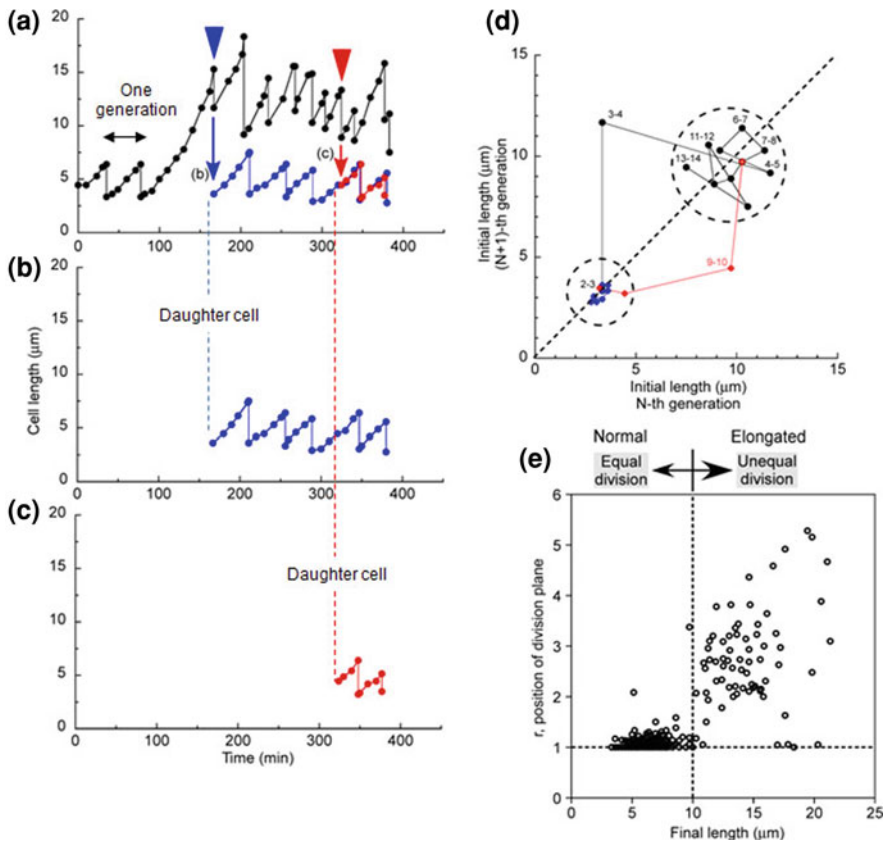 (a)
20
15
10
5
0
One
generation
(b)
(c)
0 100 200 300 400
(b)
20
15
10
5
0
Cell length (μm)
Daughter cell
0 100 200 300 400
(c)
20
15
10
5
0
Daughter cell
0 100 200 300 400
Time (min)
(d)
15
10
5
0
Initial length (μm)
(N+1)-th generation
3-4
6-7
11-12
7-8
13-14
4-5
9-10
2-3
5 10 15
Initial length (μm)
N-th generation
(e)
Normal Elongated
Equal
division
Unequal
division
6
5
4
3
2
1
0
r, position of division plane
0 5 10 15 20 25
Final length (μm)